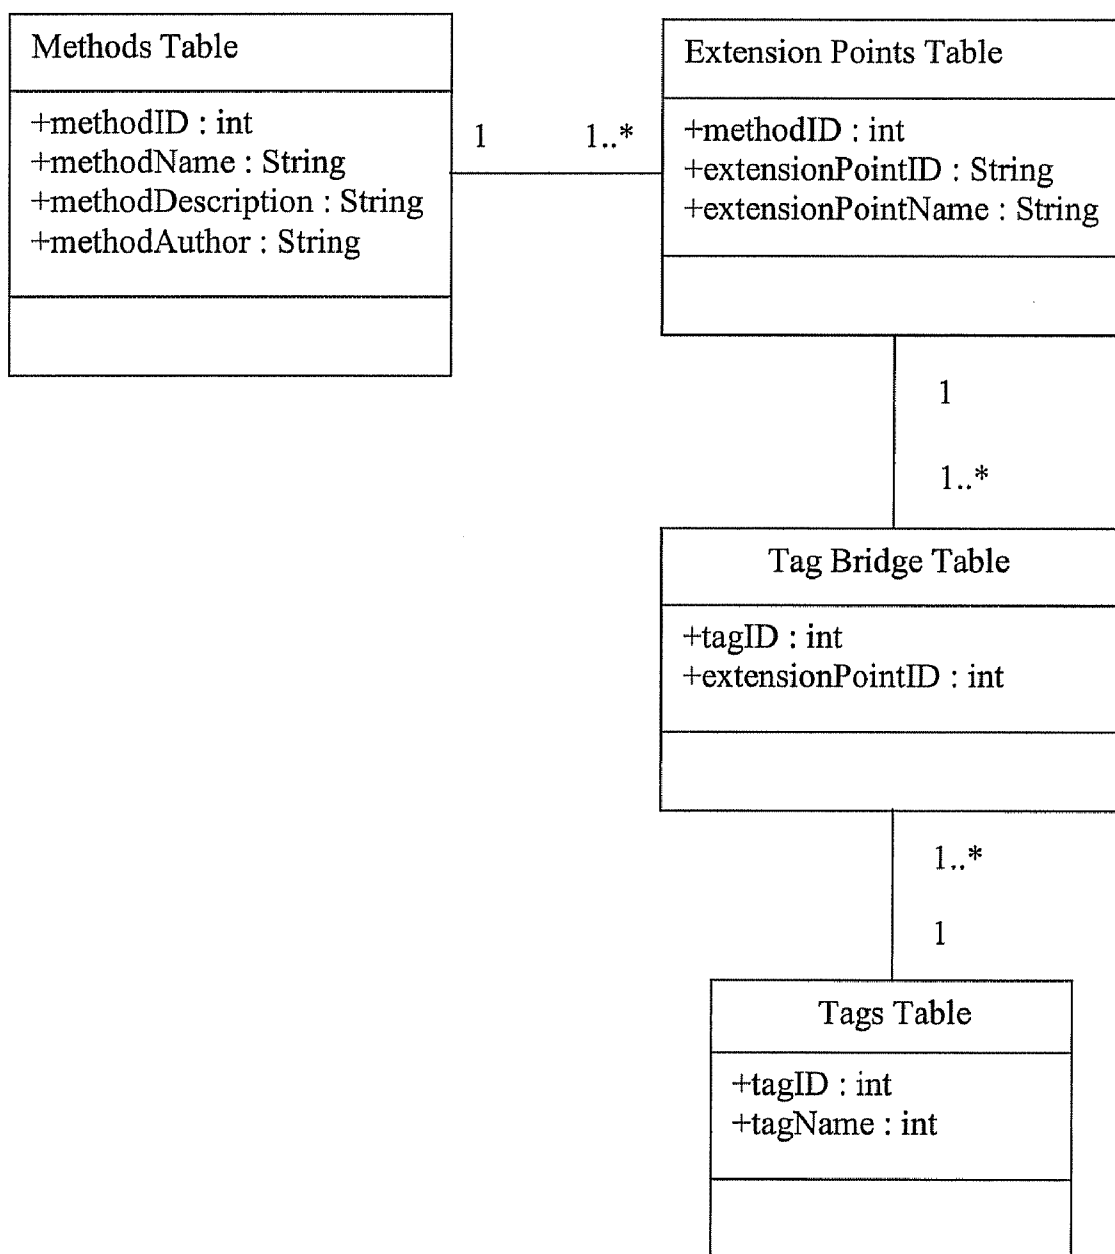 Methods Table
+methodID : int
+methodName : String
+methodDescription : String
+methodAuthor : String
1
1..*
Extension Points Table
+methodID : int
+extensionPointID : String
+extensionPointName : String
1
1..*
Tag Bridge Table
+tagID : int
+extensionPointID : int
1..*
1
Tags Table
+tagID : int
+tagName : int